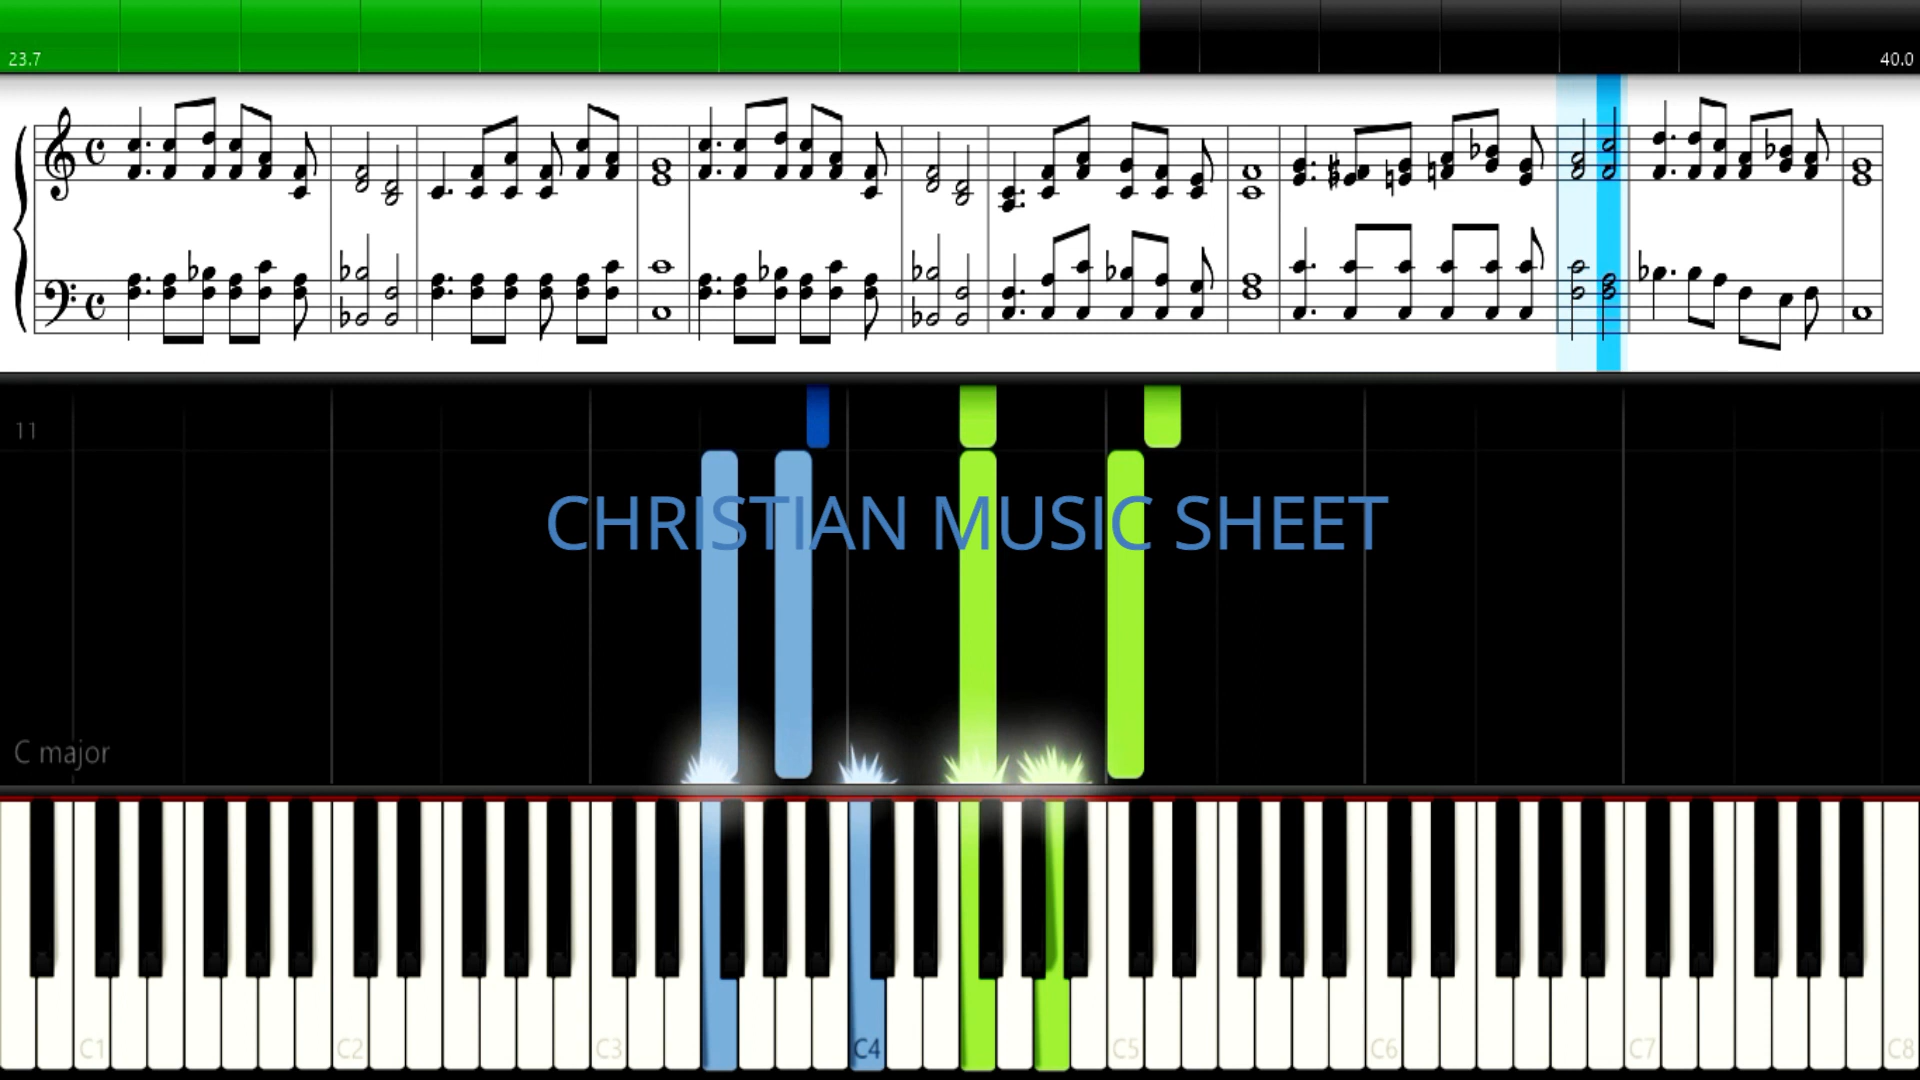 23.7
40.0
11
CHRISTIAN MUSIC SHEET
C major
C1 C2 C3 C4 C5 C6 C7 C8